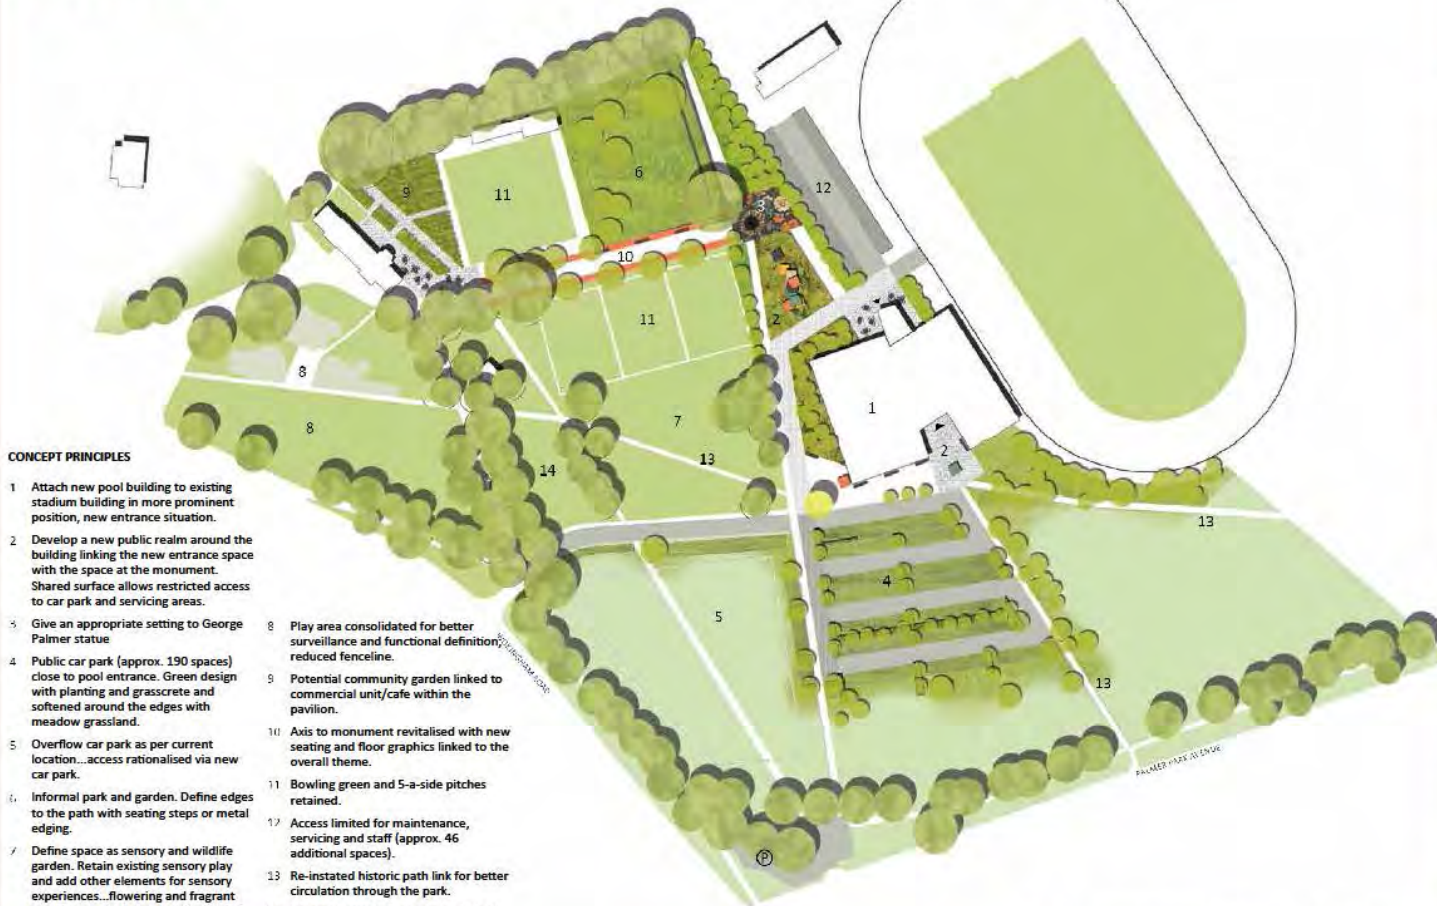 CONCEPT PRINCIPLES
1 Attach new pool building to existing
stadium building in more prominent
position, new entrance situation.
2 Develop a new public realm around the
building linking the new entrance space
with the space at the monument.
Shared surface allows restricted access
to car park and servicing areas.
3 Give an appropriate setting to George
Palmer statue
4 Public car park (approx. 190 spaces)
close to pool entrance. Green design
with planting and grasscrete and
softened around the edges with
meadow grassland.
5 Overflow car park as per current
location...access rationalised via new
car park.
6. Informal park and garden. Define edges
to the path with seating steps or metal
edging.
7 Define space as sensory and wildlife
garden. Retain existing sensory play
and add other elements for sensory
experiences...flowering and fragrant
8 Play area consolidated for better
surveillance and functional definition,
reduced fenceline.
9 Potential community garden linked to
commercial unit/cafe within the
pavilion.
10 Axis to monument revitalised with new
seating and floor graphics linked to the
overall theme.
11 Bowling green and 5-a-side pitches
retained.
12 Access limited for maintenance,
servicing and staff (approx. 46
additional spaces).
13 Re-instated historic path link for better
circulation through the park.
9
11
6
3
12
10
2
11
8
8
7
13
14
1
2
13
4
5
13
WOKINGHAM ROAD
PALMER PARK AVENUE
P